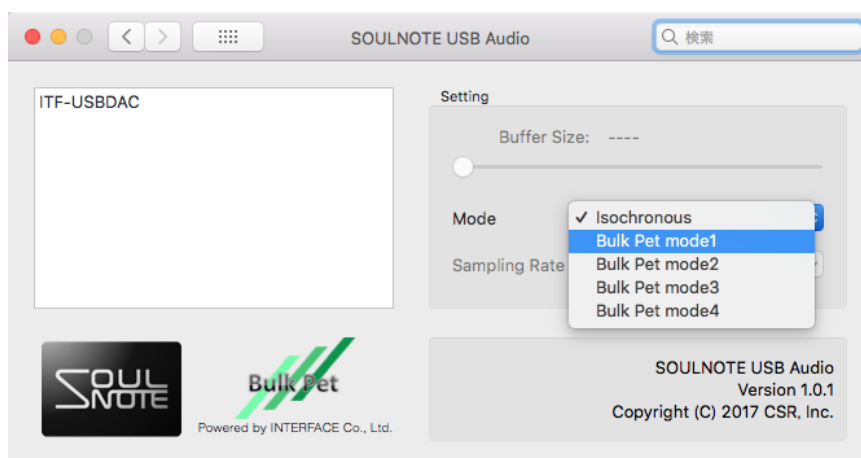 SOULNOTE USB Audio
検索
ITF-USBDAC
Setting
Buffer Size: ----
Mode
✓ Isochronous
Bulk Pet mode1
Sampling Rate
Bulk Pet mode2
Bulk Pet mode3
Bulk Pet mode4
SOUL
NOTE
Bulk Pet
Powered by INTERFACE Co., Ltd.
SOULNOTE USB Audio
Version 1.0.1
Copyright (C) 2017 CSR, Inc.